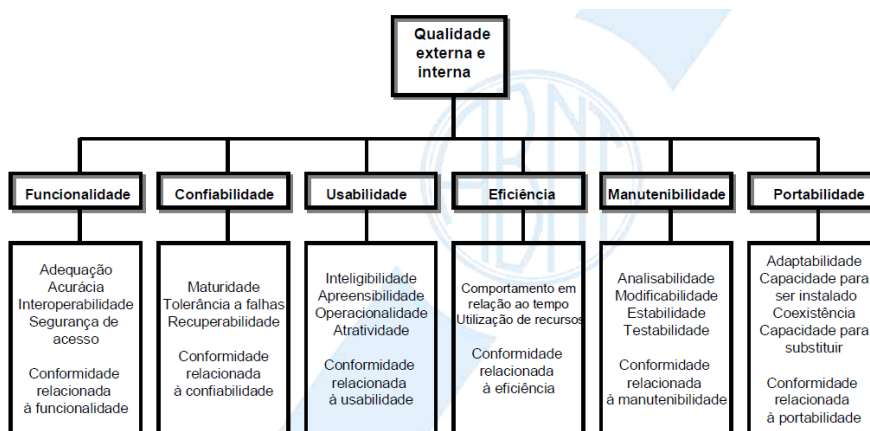 Qualidade
externa e
interna
Funcionalidade
Confiabilidade
Usabilidade
Eficiência
Manutenibilidade
Portabilidade
Adequação
Acurácia
Interoperabilidade
Segurança de
acesso
Conformidade
relacionada
à funcionalidade
Maturidade
Tolerância a falhas
Recuperabilidade
Conformidade
relacionada
à confiabilidade
Inteligibilidade
Apreensibilidade
Operacionalidade
Atratividade
Conformidade
relacionada
à usabilidade
Comportamento em
relação ao tempo
Utilização de recursos
Conformidade
relacionada
à eficiência
Analisabilidade
Modificabilidade
Estabilidade
Testabilidade
Conformidade
relacionada
à manutenibilidade
Adaptabilidade
Capacidade para
ser instalado
Coexistência
Capacidade para
substituir
Conformidade
relacionada
à portabilidade
ABNT